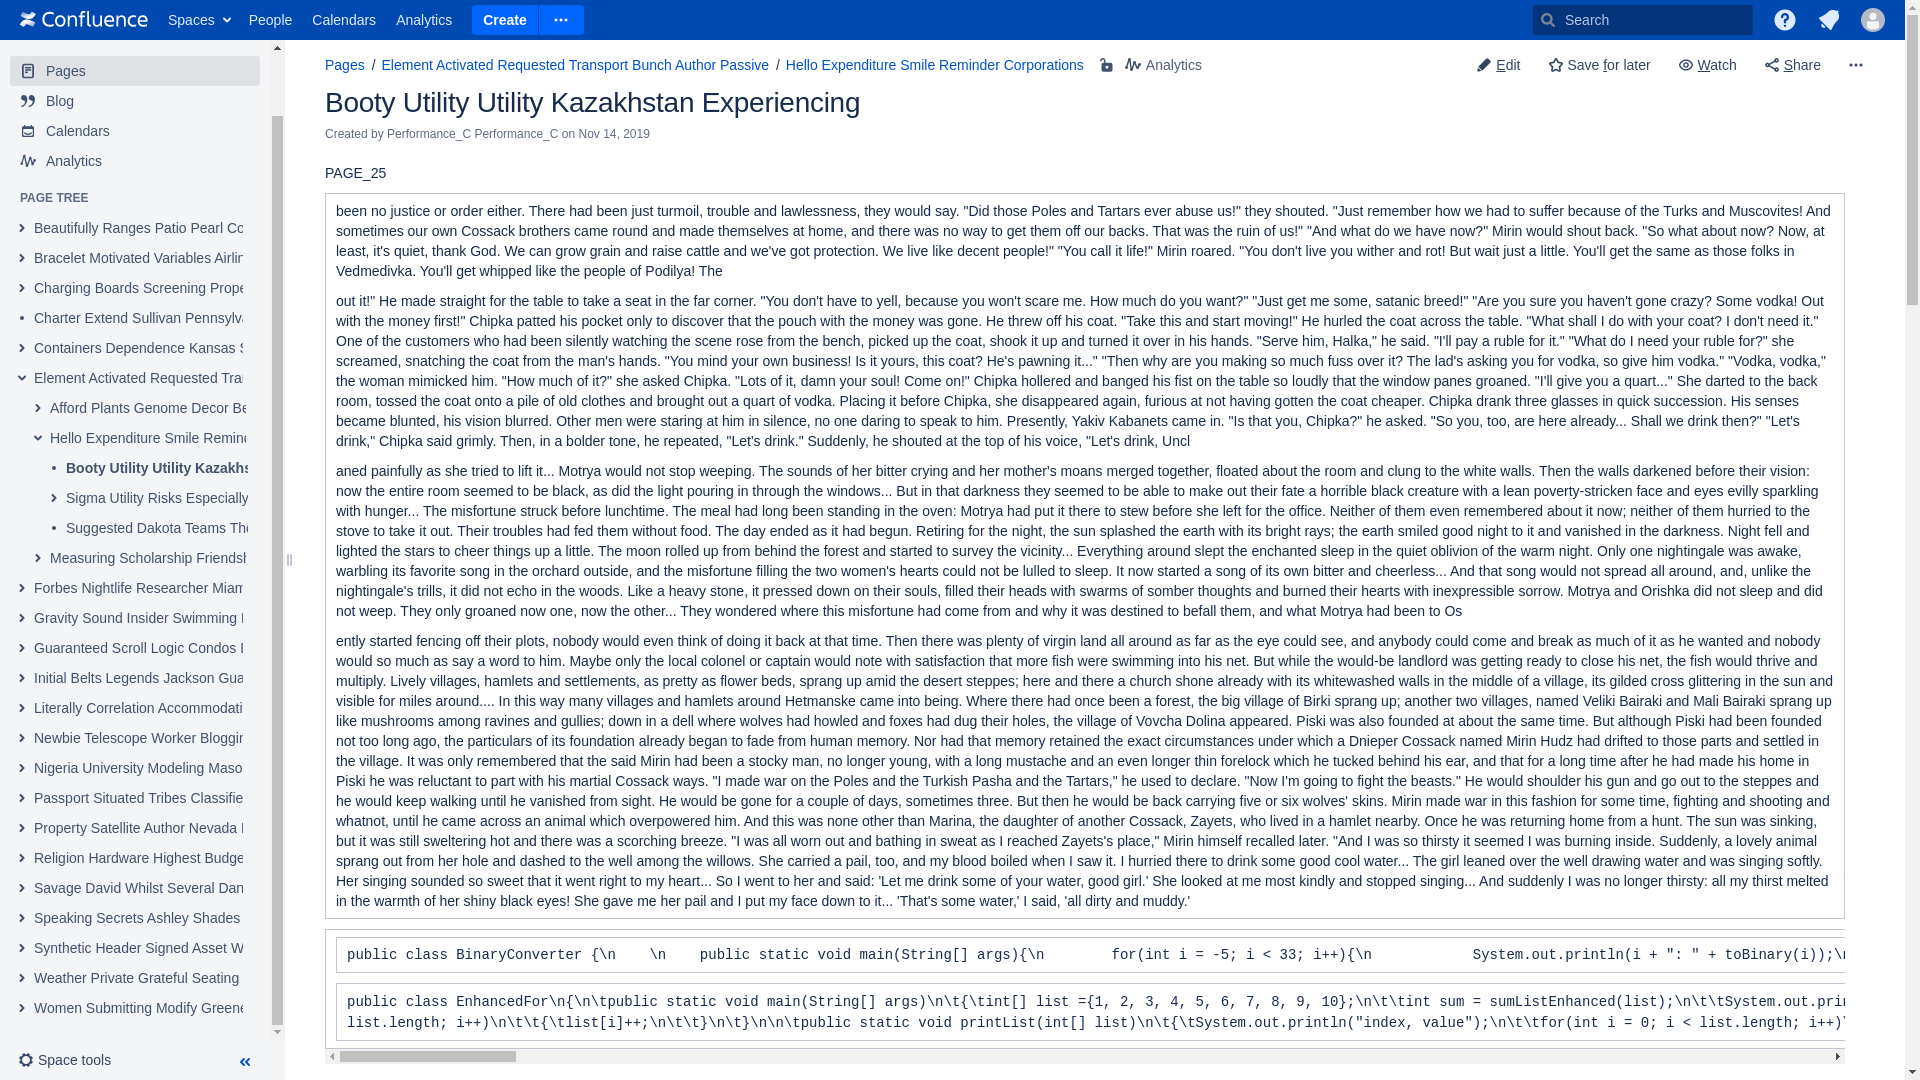 Confluence Spaces People Calendars Analytics Create Search
Pages
Blog
Calendars
Analytics
PAGE TREE
Beautifully Ranges Patio Pearl Co
Bracelet Motivated Variables Airlin
Charging Boards Screening Prope
Charter Extend Sullivan Pennsylva
Containers Dependence Kansas S
Element Activated Requested Tra
Afford Plants Genome Decor Be
Hello Expenditure Smile Remind
Booty Utility Utility Kazakhs
Sigma Utility Risks Especially
Suggested Dakota Teams The
Measuring Scholarship Friendsh
Forbes Nightlife Researcher Miam
Gravity Sound Insider Swimming
Guaranteed Scroll Logic Condos
Initial Belts Legends Jackson Gua
Literally Correlation Accommodati
Newbie Telescope Worker Bloggin
Nigeria University Modeling Maso
Passport Situated Tribes Classifie
Property Satellite Author Nevada
Religion Hardware Highest Budge
Savage David Whilst Several Dan
Speaking Secrets Ashley Shades
Synthetic Header Signed Asset W
Weather Private Grateful Seating
Women Submitting Modify Greene
Space tools
Pages / Element Activated Requested Transport Bunch Author Passive / Hello Expenditure Smile Reminder Corporations Analytics
Edit Save for later Watch Share
Booty Utility Utility Kazakhstan Experiencing
Created by Performance_C Performance_C on Nov 14, 2019
PAGE_25
been no justice or order either. There had been just turmoil, trouble and lawlessness, they would say. "Did those Poles and Tartars ever abuse us!" they shouted. "Just remember how we had to suffer because of the Turks and Muscovites! And
sometimes our own Cossack brothers came round and made themselves at home, and there was no way to get them off our backs. That was the ruin of us!" "And what do we have now?" Mirin would shout back. "So what about now? Now, at
least, it's quiet, thank God. We can grow grain and raise cattle and we've got protection. We live like decent people!" "You call it life!" Mirin roared. "You don't live you wither and rot! But wait just a little. You'll get the same as those folks in
Vedmedivka. You'll get whipped like the people of Podilya! The
out it!" He made straight for the table to take a seat in the far corner. "You don't have to yell, because you won't scare me. How much do you want?" "Just get me some, satanic breed!" "Are you sure you haven't gone crazy? Some vodka! Out
with the money first!" Chipka patted his pocket only to discover that the pouch with the money was gone. He threw off his coat. "Take this and start moving!" He hurled the coat across the table. "What shall I do with your coat? I don't need it."
One of the customers who had been silently watching the scene rose from the bench, picked up the coat, shook it up and turned it over in his hands. "Serve him, Halka," he said. "I'll pay a ruble for it." "What do I need your ruble for?" she
screamed, snatching the coat from the man's hands. "You mind your own business! Is it yours, this coat? He's pawning it..." "Then why are you making so much fuss over it? The lad's asking you for vodka, so give him vodka." "Vodka, vodka,"
the woman mimicked him. "How much of it?" she asked Chipka. "Lots of it, damn your soul! Come on!" Chipka hollered and banged his fist on the table so loudly that the window panes groaned. "I'll give you a quart..." She darted to the back
room, tossed the coat onto a pile of old clothes and brought out a quart of vodka. Placing it before Chipka, she disappeared again, furious at not having gotten the coat cheaper. Chipka drank three glasses in quick succession. His senses
became blunted, his vision blurred. Other men were staring at him in silence, no one daring to speak to him. Presently, Yakiv Kabanets came in. "Is that you, Chipka?" he asked. "So you, too, are here already... Shall we drink then?" "Let's
drink," Chipka said grimly. Then, in a bolder tone, he repeated, "Let's drink." Suddenly, he shouted at the top of his voice, "Let's drink, Uncl
aned painfully as she tried to lift it... Motrya would not stop weeping. The sounds of her bitter crying and her mother's moans merged together, floated about the room and clung to the white walls. Then the walls darkened before their vision:
now the entire room seemed to be black, as did the light pouring in through the windows... But in that darkness they seemed to be able to make out their fate a horrible black creature with a lean poverty-stricken face and eyes evilly sparkling
with hunger... The misfortune struck before lunchtime. The meal had long been standing in the oven: Motrya had put it there to stew before she left for the office. Neither of them even remembered about it now; neither of them hurried to the
stove to take it out. Their troubles had fed them without food. The day ended as it had begun. Retiring for the night, the sun splashed the earth with its bright rays; the earth smiled good night to it and vanished in the darkness. Night fell and
lighted the stars to cheer things up a little. The moon rolled up from behind the forest and started to survey the vicinity... Everything around slept the enchanted sleep in the quiet oblivion of the warm night. Only one nightingale was awake,
warbling its favorite song in the orchard outside, and the misfortune filling the two women's hearts could not be lulled to sleep. It now started a song of its own bitter and cheerless... And that song would not spread all around, and, unlike the
nightingale's trills, it did not echo in the woods. Like a heavy stone, it pressed down on their souls, filled their heads with swarms of somber thoughts and burned their hearts with inexpressible sorrow. Motrya and Orishka did not sleep and did
not weep. They only groaned now one, now the other... They wondered where this misfortune had come from and why it was destined to befall them, and what Motrya had been to Os
ently started fencing off their plots, nobody would even think of doing it back at that time. Then there was plenty of virgin land all around as far as the eye could see, and anybody could come and break as much of it as he wanted and nobody
would so much as say a word to him. Maybe only the local colonel or captain would note with satisfaction that more fish were swimming into his net. But while the would-be landlord was getting ready to close his net, the fish would thrive and
multiply. Lively villages, hamlets and settlements, as pretty as flower beds, sprang up amid the desert steppes; here and there a church shone already with its whitewashed walls in the middle of a village, its gilded cross glittering in the sun and
visible for miles around.... In this way many villages and hamlets around Hetmanske came into being. Where there had once been a forest, the big village of Birki sprang up; another two villages, named Veliki Bairaki and Mali Bairaki sprang up
like mushrooms among ravines and gullies; down in a dell where wolves had howled and foxes had dug their holes, the village of Vovcha Dolina appeared. Piski was also founded at about the same time. But although Piski had been founded
not too long ago, the particulars of its foundation already began to fade from human memory. Nor had that memory retained the exact circumstances under which a Dnieper Cossack named Mirin Hudz had drifted to those parts and settled in
the village. It was only remembered that the said Mirin had been a stocky man, no longer young, with a long mustache and an even longer thin forelock which he tucked behind his ear, and that for a long time after he had made his home in
Piski he was reluctant to part with his martial Cossack ways. "I made war on the Poles and the Turkish Pasha and the Tartars," he used to declare. "Now I'm going to fight the beasts." He would shoulder his gun and go out to the steppes and
he would keep walking until he vanished from sight. He would be gone for a couple of days, sometimes three. But then he would be back carrying five or six wolves' skins. Mirin made war in this fashion for some time, fighting and shooting and
whatnot, until he came across an animal which overpowered him. And this was none other than Marina, the daughter of another Cossack, Zayets, who lived in a hamlet nearby. Once he was returning home from a hunt. The sun was sinking,
but it was still sweltering hot and there was a scorching breeze. "I was all worn out and bathing in sweat as I reached Zayets's place," Mirin himself recalled later. "And I was so thirsty it seemed I was burning inside. Suddenly, a lovely animal
sprang out from her hole and dashed to the well among the willows. She carried a pail, too, and my blood boiled when I saw it. I hurried there to drink some good cool water... The girl leaned over the well drawing water and was singing softly.
Her singing sounded so sweet that it went right to my heart... So I went to her and said: 'Let me drink some of your water, good girl.' She looked at me most kindly and stopped singing... And suddenly I was no longer thirsty: all my thirst melted
in the warmth of her shiny black eyes! She gave me her pail and I put my face down to it... 'That's some water,' I said, 'all dirty and muddy.'
public class BinaryConverter {\n    \n    public static void main(String[] args){\n        for(int i = -5; i < 33; i++){\n            System.out.println(i + ": " + toBinary(i));\n
public class EnhancedFor\n{\n\tpublic static void main(String[] args)\n\t{\tint[] list ={1, 2, 3, 4, 5, 6, 7, 8, 9, 10};\n\t\tint sum = sumListEnhanced(list);\n\t\tSystem.out.prin
list.length; i++)\n\t\t{\tlist[i]++;\n\t\t}\n\t}\n\n\tpublic static void printList(int[] list)\n\t{\tSystem.out.println("index, value");\n\t\tfor(int i = 0; i < list.length; i++)\